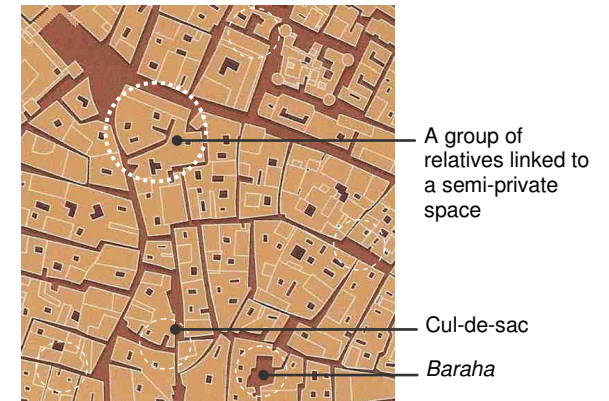 A group of
relatives linked to
a semi-private
space
Cul-de-sac
Baraha